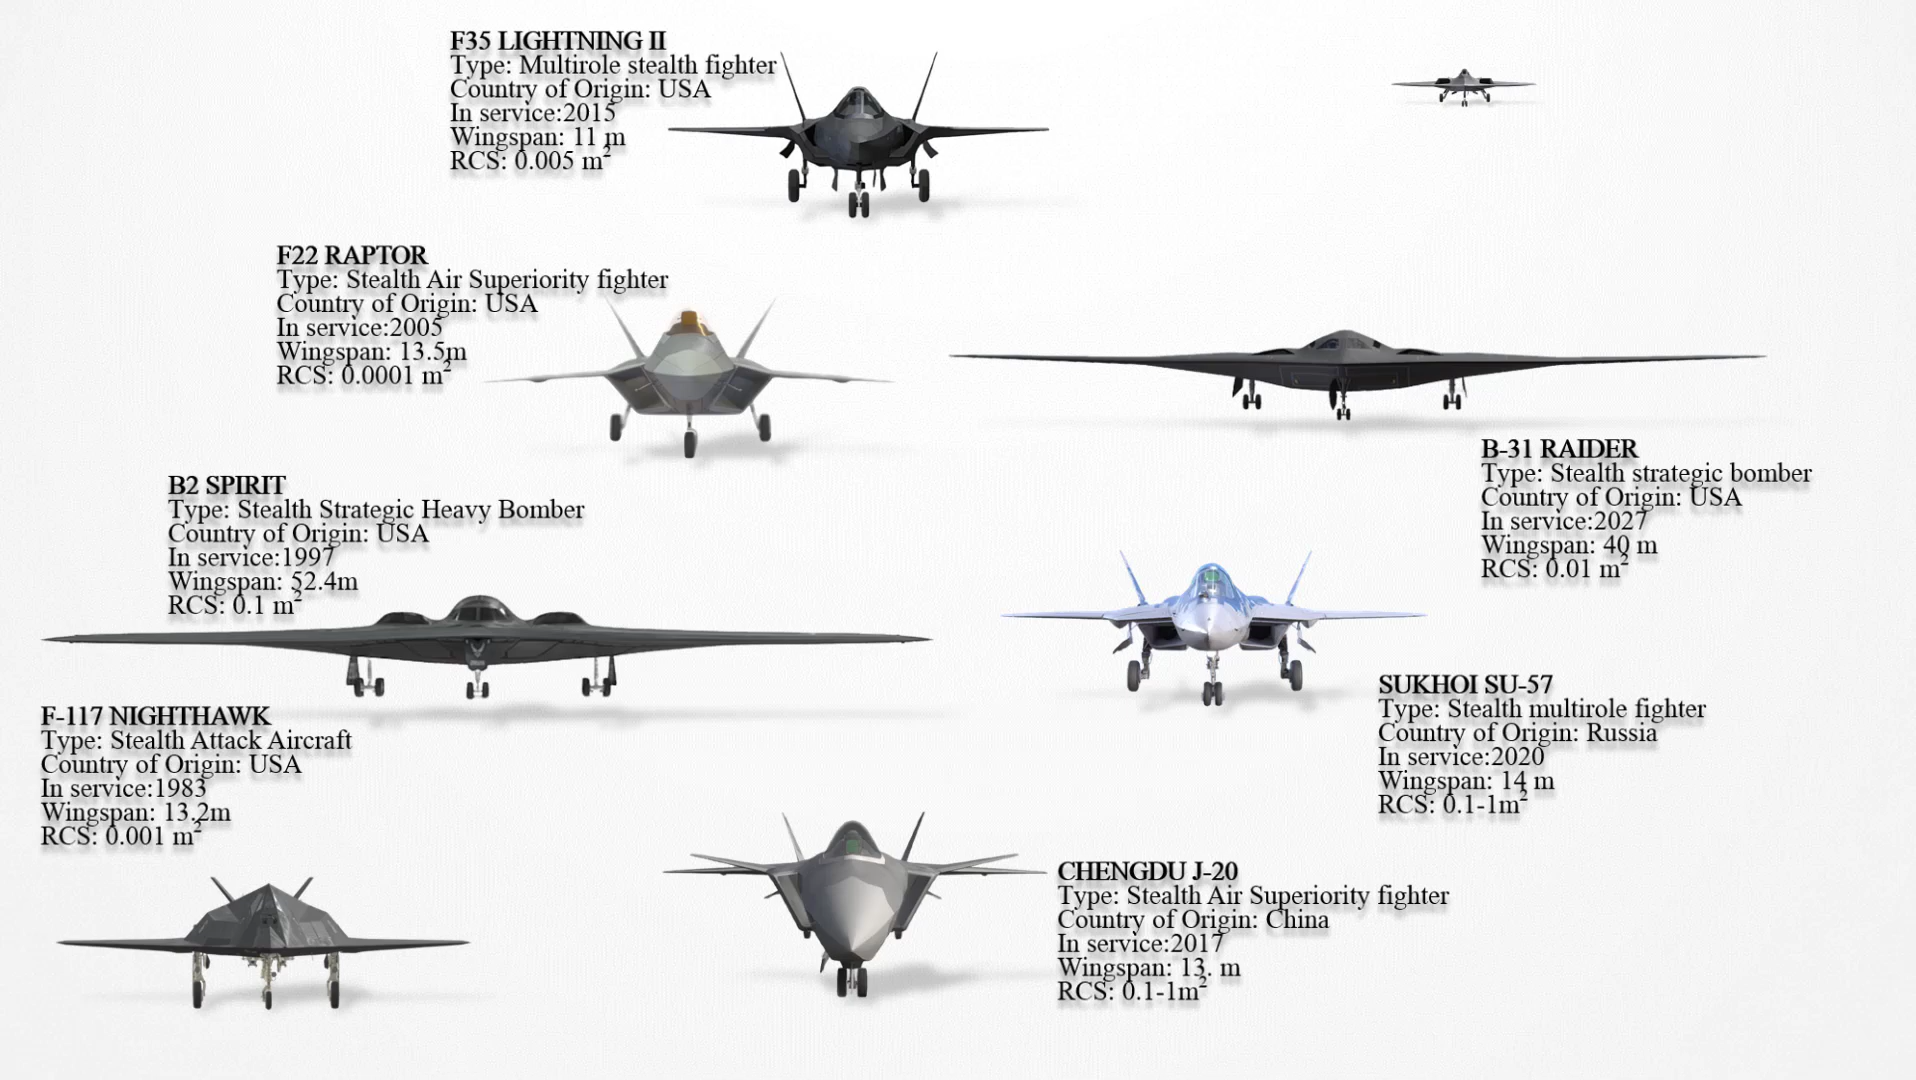 F35 LIGHTNING II
Type: Multirole stealth fighter
Country of Origin: USA
In service:2015
Wingspan: 11 m
RCS: 0.005 m²
F22 RAPTOR
Type: Stealth Air Superiority fighter
Country of Origin: USA
In service:2005
Wingspan: 13.5m
RCS: 0.0001 m²
B2 SPIRIT
Type: Stealth Strategic Heavy Bomber
Country of Origin: USA
In service:1997
Wingspan: 52.4m
RCS: 0.1 m²
F-117 NIGHTHAWK
Type: Stealth Attack Aircraft
Country of Origin: USA
In service:1983
Wingspan: 13.2m
RCS: 0.001 m²
B-31 RAIDER
Type: Stealth strategic bomber
Country of Origin: USA
In service:2027
Wingspan: 40 m
RCS: 0.01 m²
SUKHOI SU-57
Type: Stealth multirole fighter
Country of Origin: Russia
In service:2020
Wingspan: 14 m
RCS: 0.1-1m²
CHENGDU J-20
Type: Stealth Air Superiority fighter
Country of Origin: China
In service:2017
Wingspan: 13. m
RCS: 0.1-1m²